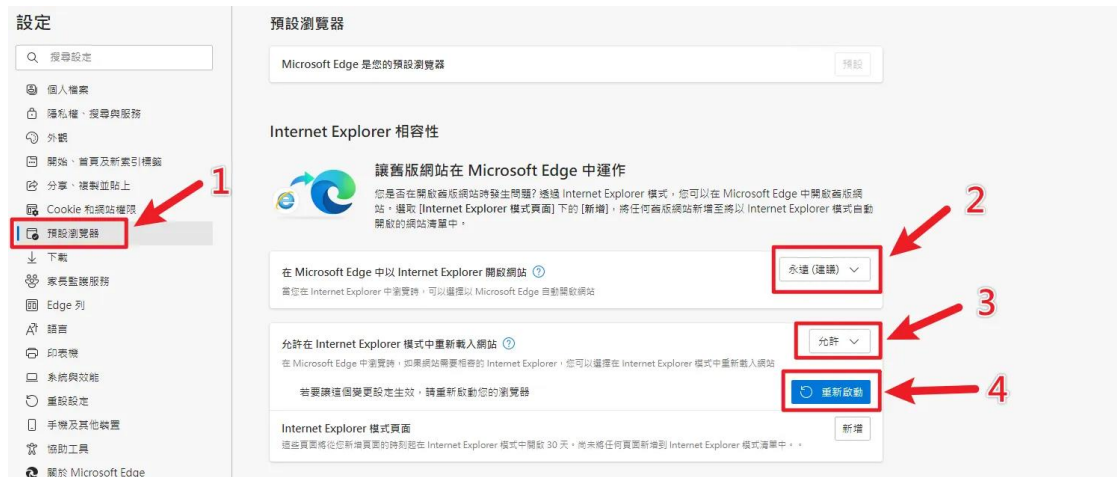 設定
搜尋設定
個人檔案
隱私權、搜尋與服務
外觀
開始、首頁及新索引標籤
分享、複製並貼上
Cookie 和網站權限
預設瀏覽器
下載
家長監護服務
Edge 列
語言
印表機
系統與效能
重設設定
手機及其他裝置
協助工具
關於 Microsoft Edge
1
預設瀏覽器
Microsoft Edge 是您的預設瀏覽器
預設
Internet Explorer 相容性
讓舊版網站在 Microsoft Edge 中運作
您是否在開啟舊版網站時發生問題? 透過 Internet Explorer 模式，您可以在 Microsoft Edge 中開啟舊版網
站。選取 [Internet Explorer 模式頁面] 下的 [新增]，將任何舊版網站新增至將以 Internet Explorer 模式自動
開啟的網站清單中。
2
在 Microsoft Edge 中以 Internet Explorer 開啟網站
永遠 (建議)
當您在 Internet Explorer 中瀏覽時，可以選擇以 Microsoft Edge 自動開啟網站
3
允許在 Internet Explorer 模式中重新載入網站
允許
在 Microsoft Edge 中瀏覽時，如果網站需要相容的 Internet Explorer，您可以選擇在 Internet Explorer 模式中重新載入網站
若要讓這個變更設定生效，請重新啟動您的瀏覽器
重新啟動
4
Internet Explorer 模式頁面
新增
這些頁面將從您新增頁面的時刻起在 Internet Explorer 模式中開啟 30 天。尚未將任何頁面新增到 Internet Explorer 模式清單中。。